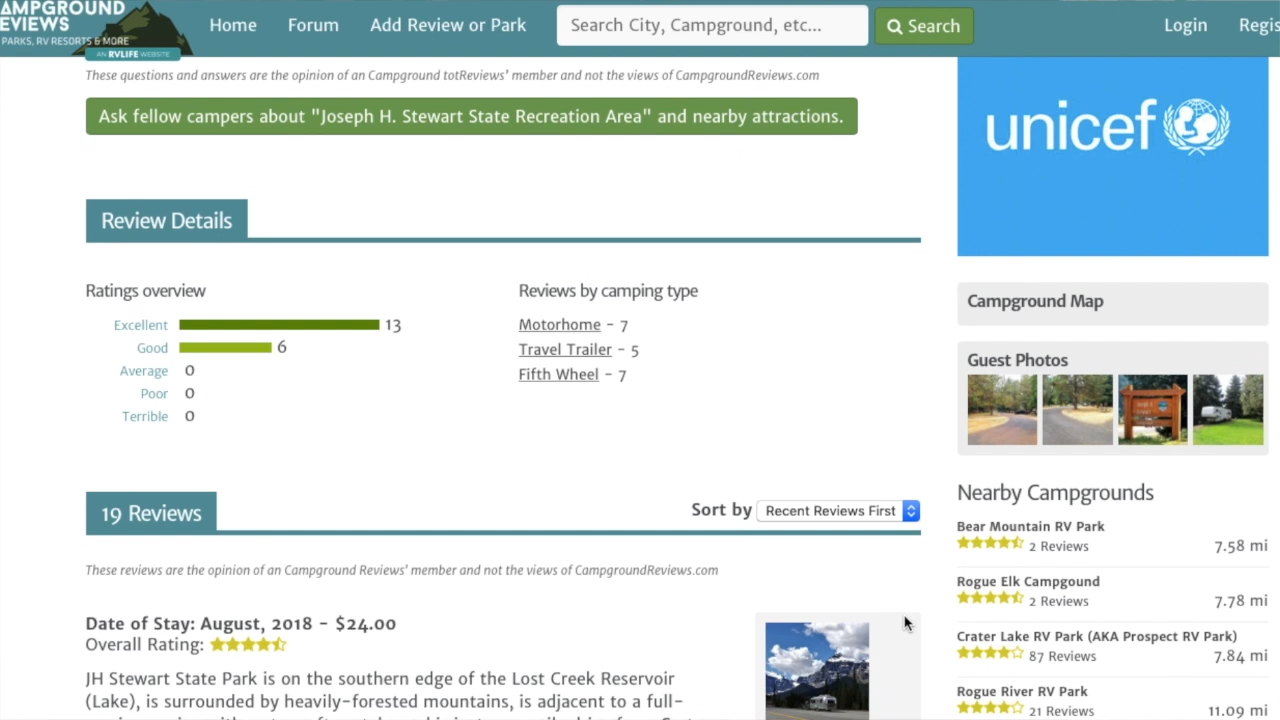 AMPGROUND
EVIEWS
PARKS, RV RESORTS & MORE
AN RVLIFE WEBSITE
Home
Forum
Add Review or Park
Search City, Campground, etc...
Search
Login
Regis
These questions and answers are the opinion of an Campground totReviews' member and not the views of CampgroundReviews.com
Ask fellow campers about "Joseph H. Stewart State Recreation Area" and nearby attractions.
unicef
Review Details
Ratings overview
Excellent 13
Good 6
Average 0
Poor 0
Terrible 0
Reviews by camping type
Motorhome - 7
Travel Trailer - 5
Fifth Wheel - 7
Campground Map
Guest Photos
19 Reviews
Sort by Recent Reviews First
These reviews are the opinion of an Campground Reviews' member and not the views of CampgroundReviews.com
Date of Stay: August, 2018 - $24.00
Overall Rating:
JH Stewart State Park is on the southern edge of the Lost Creek Reservoir
(Lake), is surrounded by heavily-forested mountains, is adjacent to a full-
Nearby Campgrounds
Bear Mountain RV Park
2 Reviews 7.58 mi
Rogue Elk Campgound
2 Reviews 7.78 mi
Crater Lake RV Park (AKA Prospect RV Park)
87 Reviews 7.84 mi
Rogue River RV Park
21 Reviews 11.09 mi